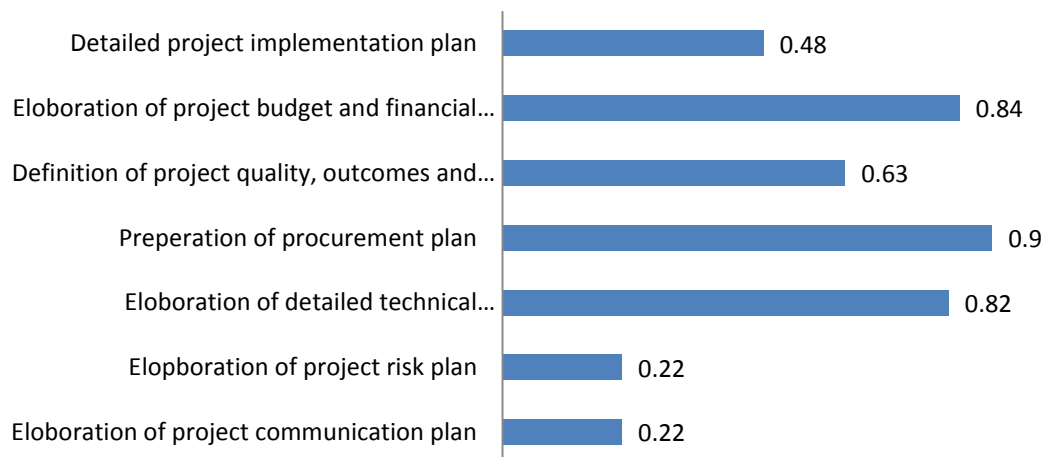 Detailed project implementation plan 0.48
Eloboration of project budget and financial... 0.84
Definition of project quality, outcomes and... 0.63
Preperation of procurement plan 0.9
Eloboration of detailed technical... 0.82
Elopboration of project risk plan 0.22
Eloboration of project communication plan 0.22